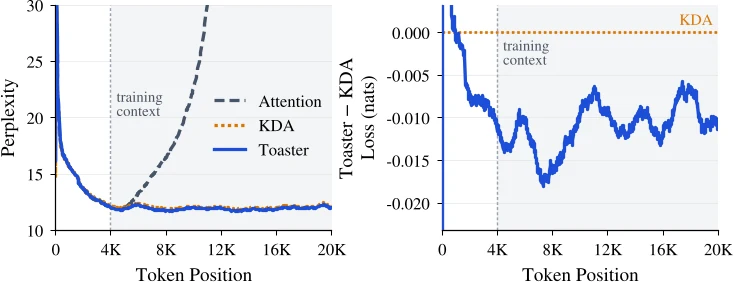 30
25
20
15
10
Perplexity
training
context
Attention
KDA
Toaster
0 4K 8K 12K 16K 20K
Token Position
Toaster − KDA
Loss (nats)
0.000
-0.005
-0.010
-0.015
-0.020
KDA
training
context
0 4K 8K 12K 16K 20K
Token Position